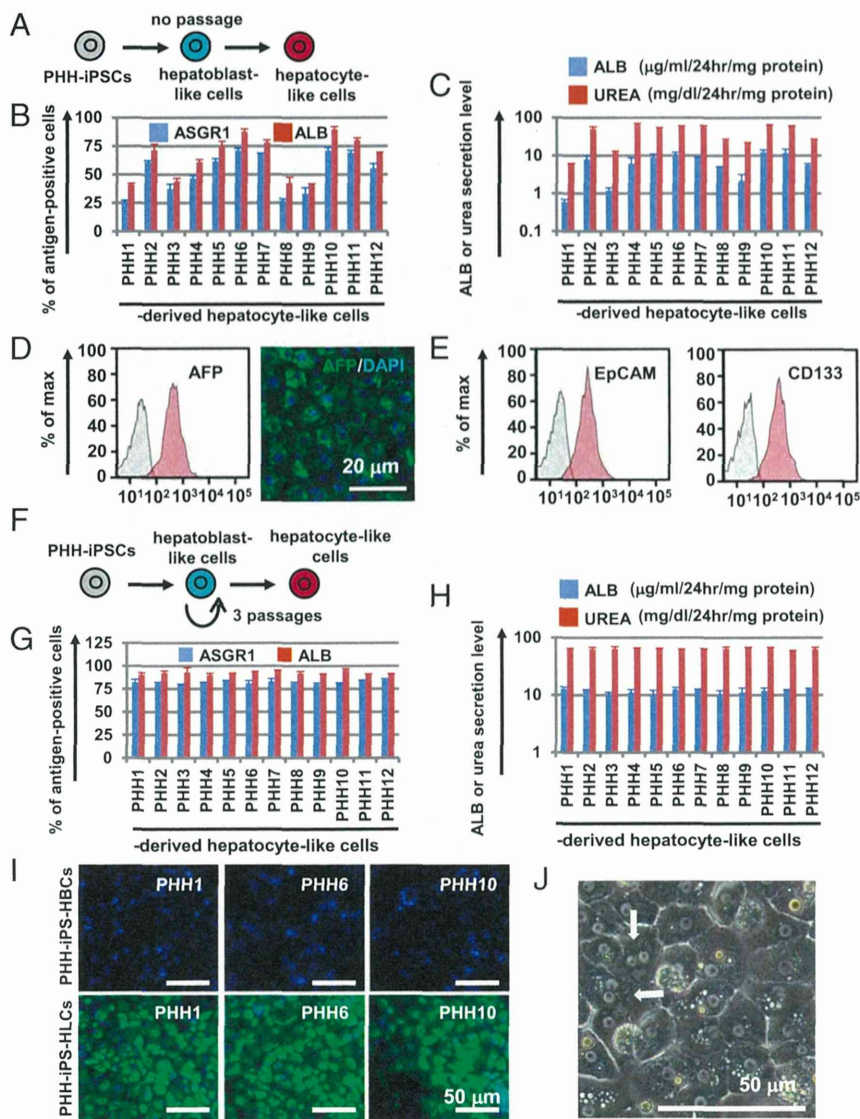 A
no passage
PHH-iPSCs
hepatoblast-
like cells
hepatocyte-
like cells
B
% of antigen-positive cells
100
75
50
25
0
ASGR1
ALB
PHH1
PHH2
PHH3
PHH4
PHH5
PHH6
PHH7
PHH8
PHH9
PHH10
PHH11
PHH12
-derived hepatocyte-like cells
C
ALB (μg/ml/24hr/mg protein)
UREA (mg/dl/24hr/mg protein)
ALB or urea secretion level
100
10
1
0.1
PHH1
PHH2
PHH3
PHH4
PHH5
PHH6
PHH7
PHH8
PHH9
PHH10
PHH11
PHH12
-derived hepatocyte-like cells
D
% of max
100
80
60
40
20
0
AFP
10¹10²10³10⁴10⁵
AFP/DAPI
20 μm
E
% of max
100
80
60
40
20
0
EpCAM
10¹10²10³10⁴10⁵
100
80
60
40
20
0
CD133
10¹10²10³10⁴10⁵
F
PHH-iPSCs
hepatoblast-
like cells
hepatocyte-like
cells
3 passages
G
% of antigen-positive cells
125
100
75
50
25
0
ASGR1
ALB
PHH1
PHH2
PHH3
PHH4
PHH5
PHH6
PHH7
PHH8
PHH9
PHH10
PHH11
PHH12
-derived hepatocyte-like cells
H
ALB (μg/ml/24hr/mg protein)
UREA (mg/dl/24hr/mg protein)
ALB or urea secretion level
100
10
1
PHH1
PHH2
PHH3
PHH4
PHH5
PHH6
PHH7
PHH8
PHH9
PHH10
PHH11
PHH12
-derived hepatocyte-like cells
I
PHH-iPS-HBCs
PHH1
PHH6
PHH10
PHH-iPS-HLCs
PHH1
PHH6
PHH10
50 μm
J
50 μm